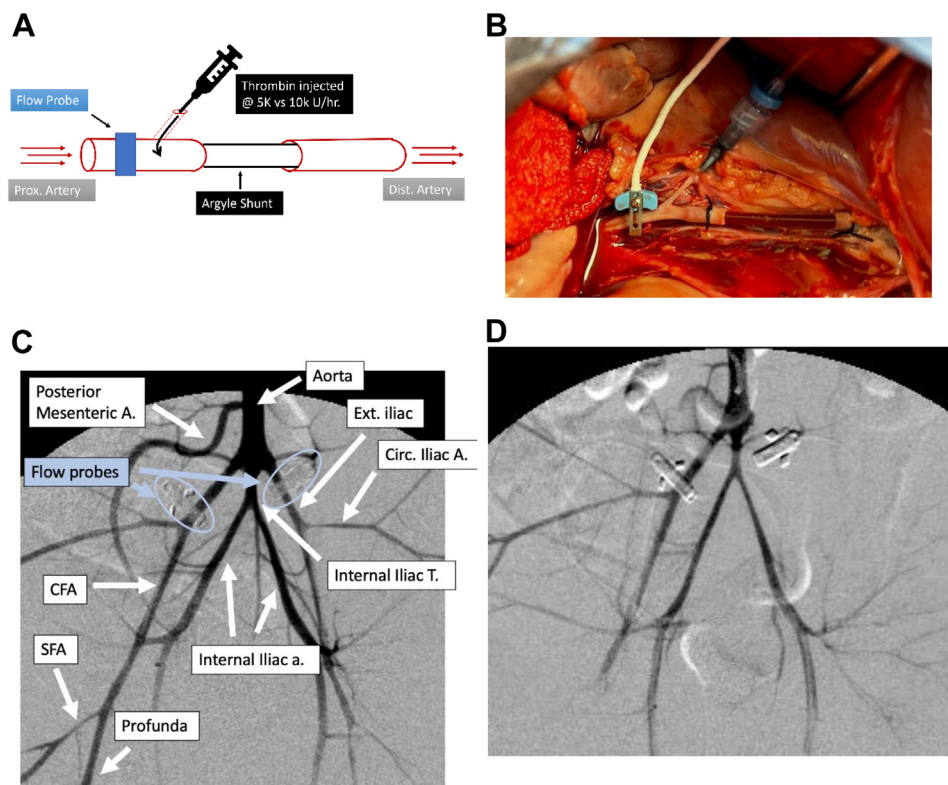 A
Flow Probe
Thrombin injected
@ 5K vs 10k U/hr.
Prox. Artery
Argyle Shunt
Dist. Artery
B
C
Aorta
Posterior
Mesenteric A.
Ext. iliac
Circ. Iliac A.
Flow probes
Internal Iliac T.
CFA
Internal Iliac a.
SFA
Profunda
D